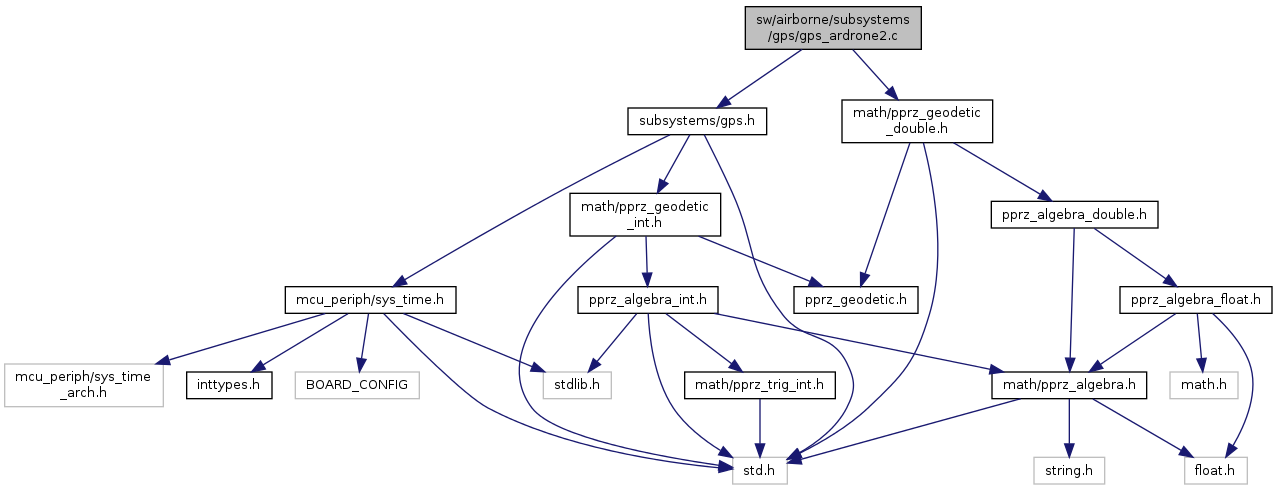 sw/airborne/subsystems
/gps/gps_ardrone2.c
subsystems/gps.h
math/pprz_geodetic
_double.h
math/pprz_geodetic
_int.h
pprz_algebra_double.h
mcu_periph/sys_time.h
pprz_algebra_int.h
pprz_geodetic.h
pprz_algebra_float.h
mcu_periph/sys_time
_arch.h
inttypes.h
BOARD_CONFIG
stdlib.h
math/pprz_trig_int.h
math/pprz_algebra.h
math.h
std.h
string.h
float.h